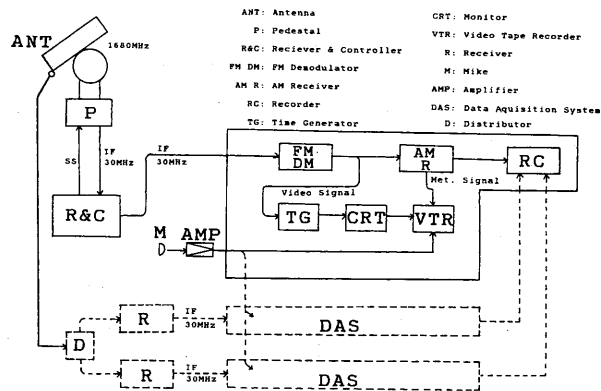 ANT: Antenna
P: Pedestal
R&C: Reciever & Controller
FM DM: FM Demodulator
AM R: AM Receiver
RC: Recorder
TG: Time Generator
CRT: Monitor
VTR: Video Tape Recorder
R: Receiver
M: Mike
AMP: Amplifier
DAS: Data Aquisition System
D: Distributor
ANT
1680MHz
P
SS
IF
30MHz
R&C
IF
30MHz
FM
DM
AM
R
RC
Video Signal
Met. Signal
TG
CRT
VTR
M
AMP
D
R
IF
30MHz
DAS
R
IF
30MHz
DAS